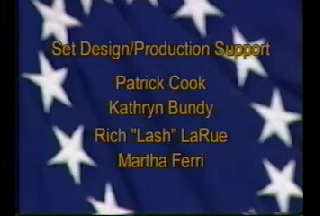 Set Design/Production Support
Patrick Cook
Kathryn Bundy
Rich "Lash" LaRue
Martha Ferri